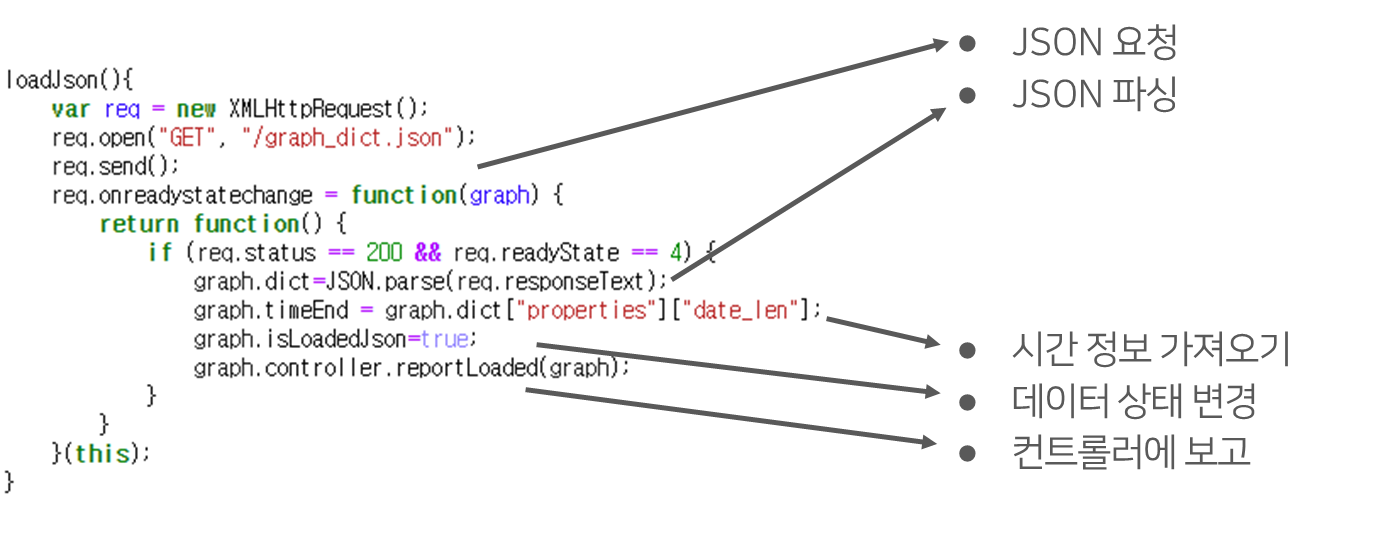 loadJson(){
    var req = new XMLHttpRequest();
    req.open("GET", "/graph_dict.json");
    req.send();
    req.onreadystatechange = function(graph) {
        return function() {
            if (req.status == 200 && req.readyState == 4) {
                graph.dict=JSON.parse(req.responseText);
                graph.timeEnd = graph.dict["properties"]["date_len"];
                graph.isLoadedJson=true;
                graph.controller.reportLoaded(graph);
            }
        }
    }(this);
}
● JSON 요청
● JSON 파싱
● 시간 정보 가져오기
● 데이터 상태 변경
● 컨트롤러에 보고